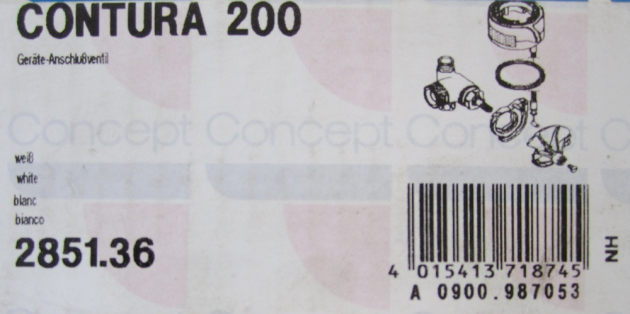 CONTURA 200
Geräte-Anschlußventil
Concept Concept Concept
weiß
white
blanc
bianco
2851.36
4 015413 718745
A 0900.987053
NH